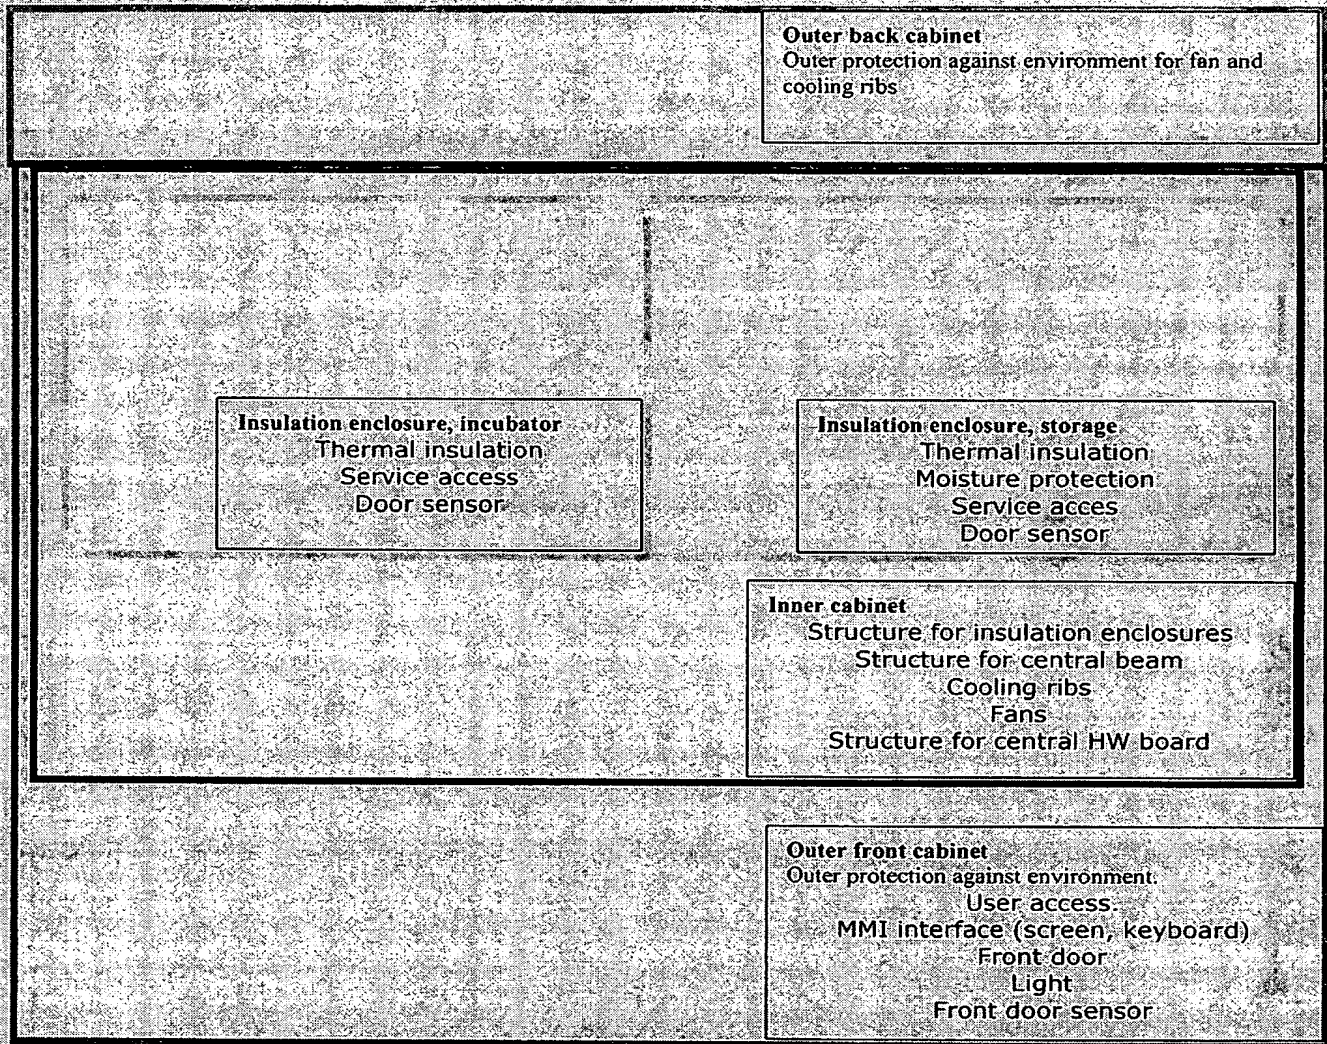 Outer back cabinet
Outer protection against environment for fan and
cooling ribs
Insulation enclosure, incubator
Thermal insulation
Service access
Door sensor
Insulation enclosure, storage
Thermal insulation
Moisture protection
Service acces
Door sensor
Inner cabinet
Structure for insulation enclosures
Structure for central beam
Cooling ribs
Fans
Structure for central HW board
Outer front cabinet
Outer protection against environment.
User access.
MMI interface (screen, keyboard)
Front door
Light
Front door sensor